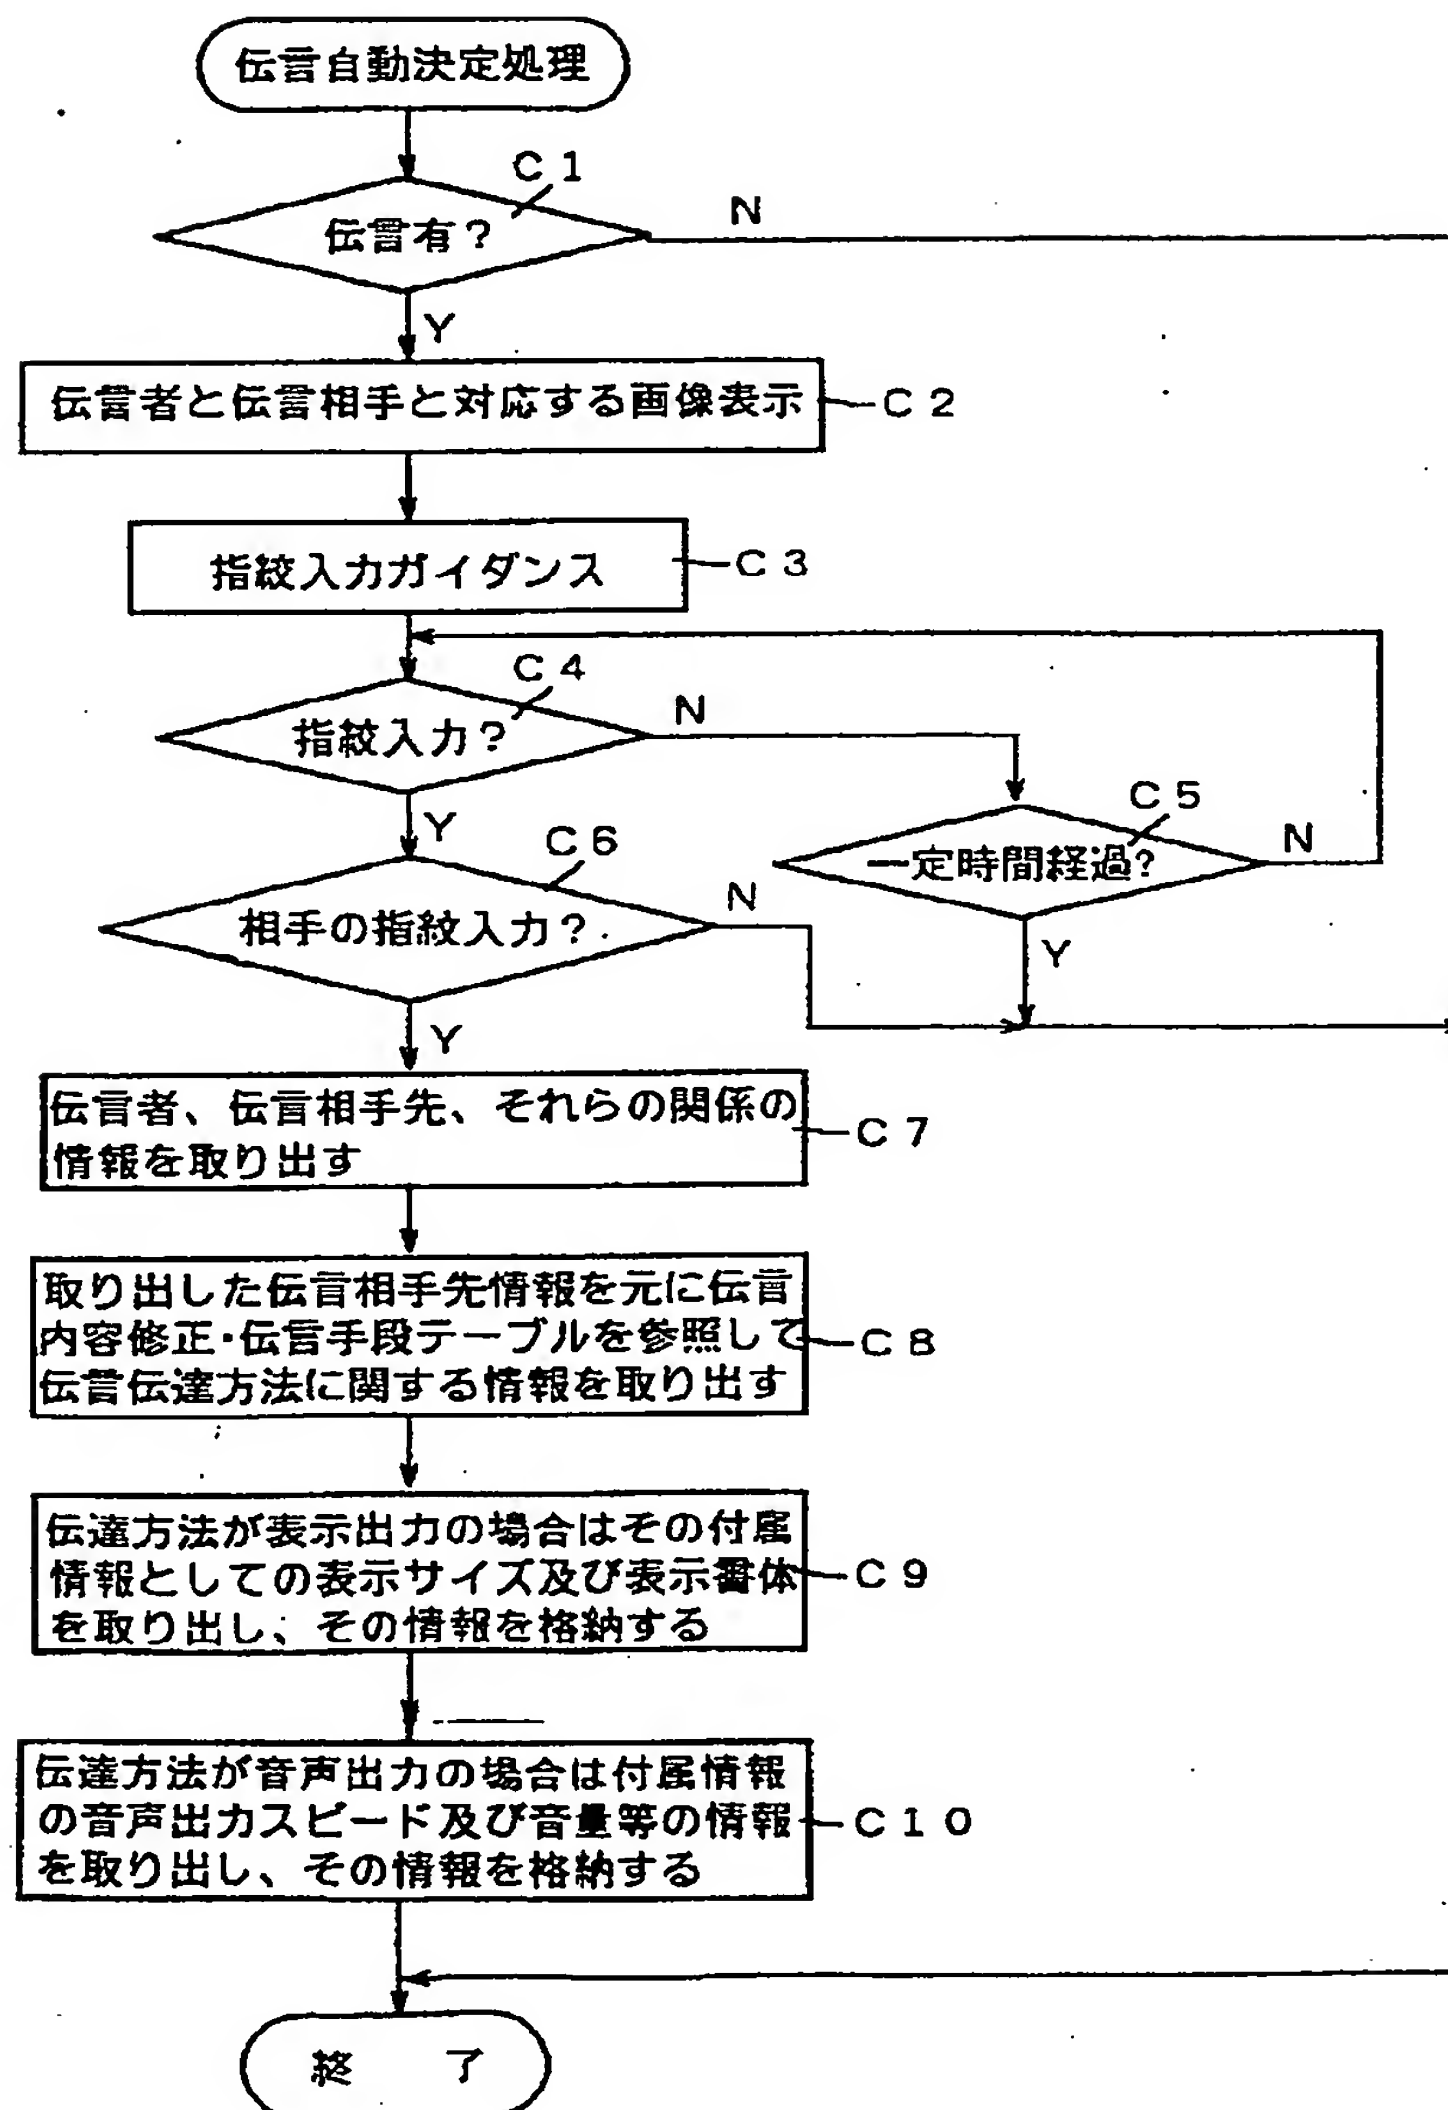 伝言自動決定処理
C1
伝言有?
N
Y
伝言者と伝言相手と対応する画像表示
C2
指紋入力ガイダンス
C3
C4
指紋入力?
N
Y
C5
一定時間経過?
N
Y
C6
相手の指紋入力?
N
Y
伝言者、伝言相手先、それらの関係の
情報を取り出す
C7
取り出した伝言相手先情報を元に伝言
内容修正・伝言手段テーブルを参照して
伝言伝達方法に関する情報を取り出す
C8
伝達方法が表示出力の場合はその付属
情報としての表示サイズ及び表示書体
を取り出し、その情報を格納する
C9
伝達方法が音声出力の場合は付属情報
の音声出力スピード及び音量等の情報
を取り出し、その情報を格納する
C10
終 了